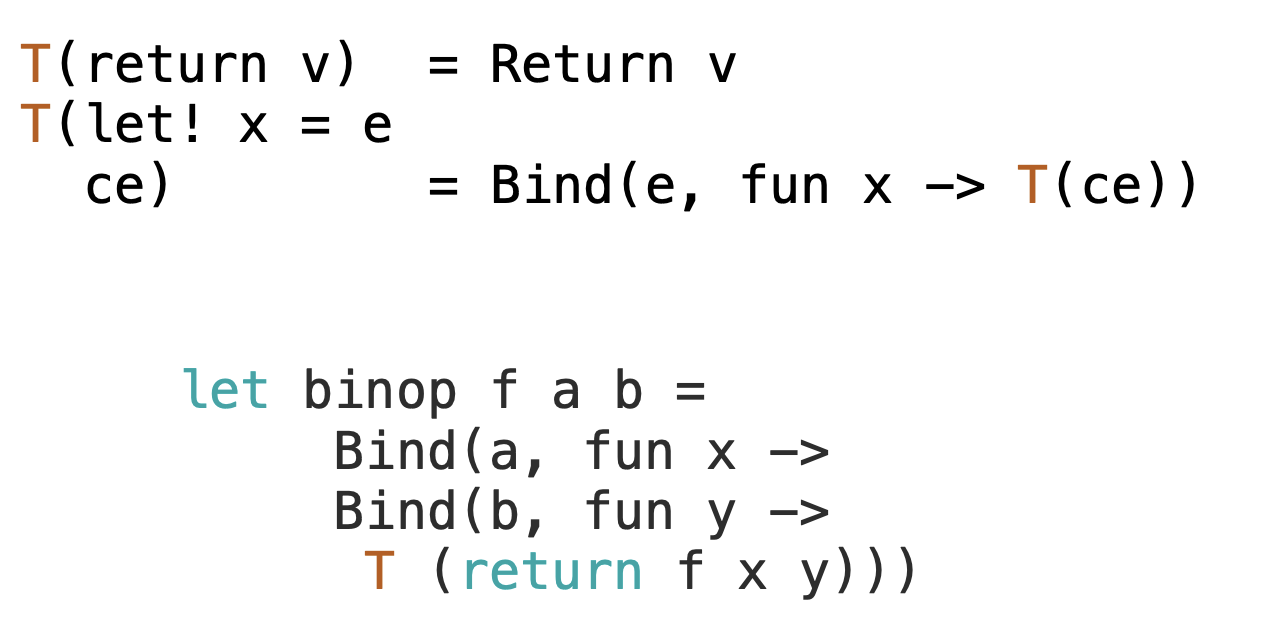 T(return v)  = Return v
T(let! x = e
  ce)        = Bind(e, fun x -> T(ce))
let binop f a b =
     Bind(a, fun x ->
     Bind(b, fun y ->
      T (return f x y)))